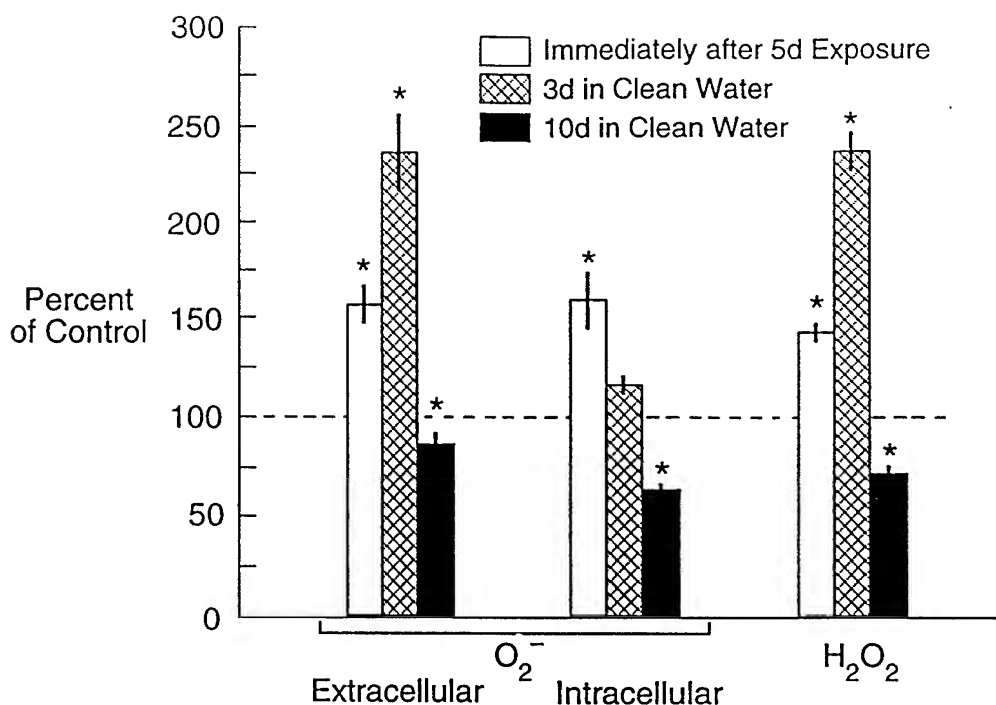 300
250
200
150
100
50
0
Percent
of Control
Immediately after 5d Exposure
3d in Clean Water
10d in Clean Water
*
*
*
*
*
*
*
*
O₂⁻
H₂O₂
Extracellular
Intracellular